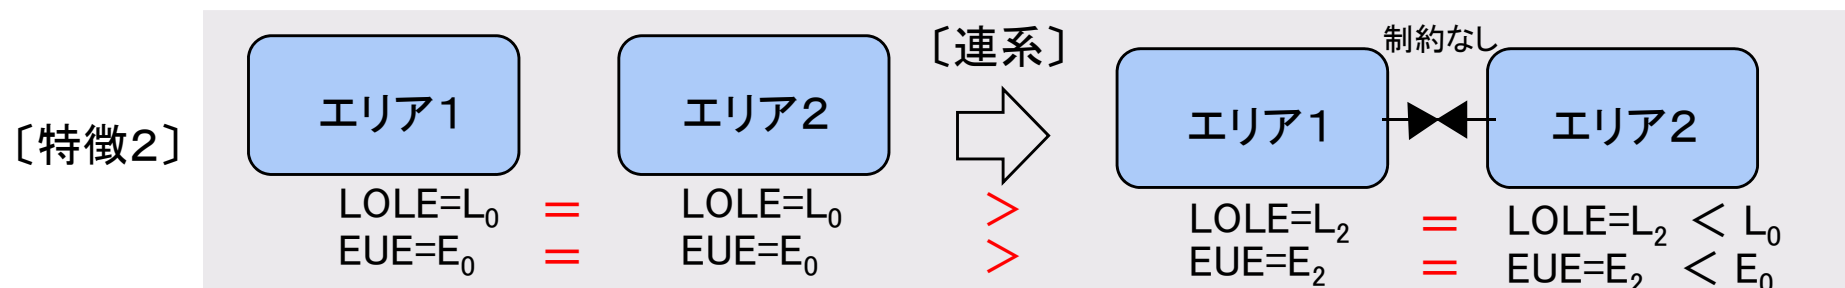 〔連系〕
制約なし
エリア1 エリア2 エリア1 エリア2
〔特徴2〕
LOLE=L₀ = LOLE=L₀ > LOLE=L₂ = LOLE=L₂ < L₀
EUE=E₀ = EUE=E₀ > EUE=E₂ = EUE=E₂ < E₀